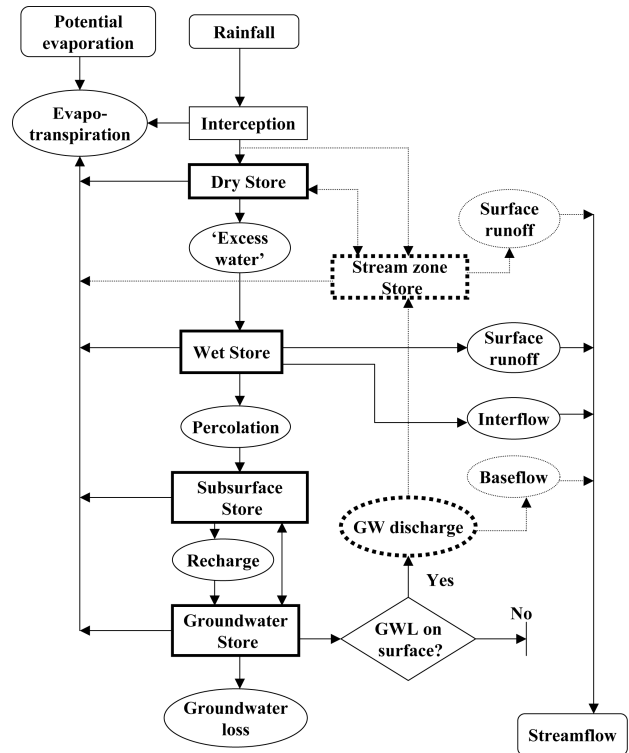 Potential
evaporation
Rainfall
Evapo-
transpiration
Interception
Dry Store
Surface
runoff
‘Excess
water’
Stream zone
Store
Wet Store
Surface
runoff
Interflow
Percolation
Baseflow
Subsurface
Store
GW discharge
Recharge
Yes
No
Groundwater
Store
GWL on
surface?
Groundwater
loss
Streamflow